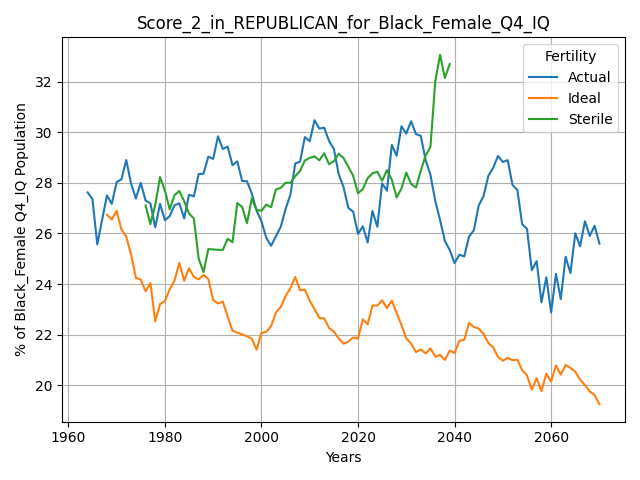 Score_2_in_REPUBLICAN_for_Black_Female_Q4_IQ
% of Black_Female Q4_IQ Population
32
30
28
26
24
22
20
Fertility
Actual
Ideal
Sterile
1960
1980
2000
2020
2040
2060
Years